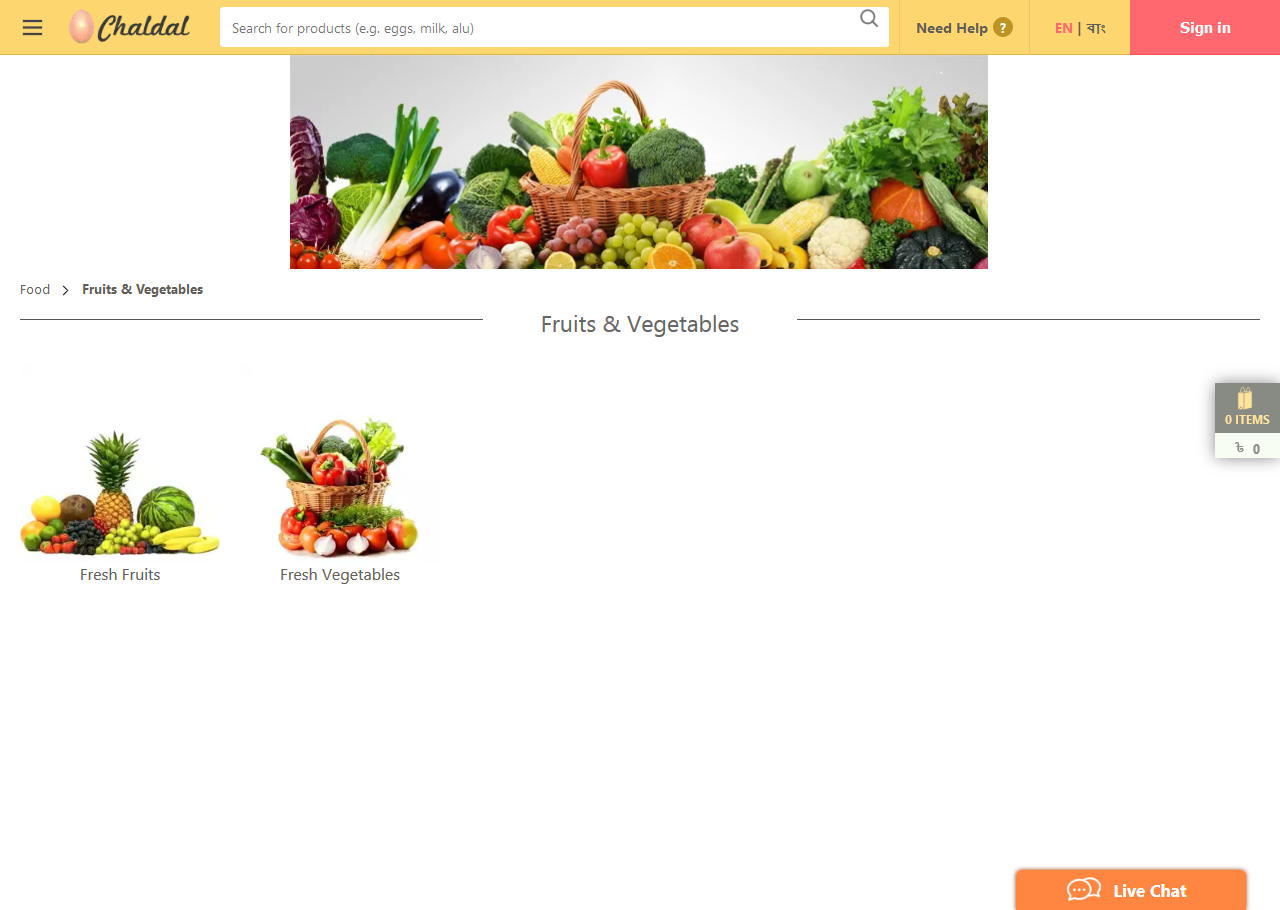 Chaldal
Search for products (e.g. eggs, milk, alu)
Need Help ?
EN | বাং
Sign in
Food > Fruits & Vegetables
Fruits & Vegetables
0 ITEMS
৳ 0
Fresh Fruits
Fresh Vegetables
Live Chat